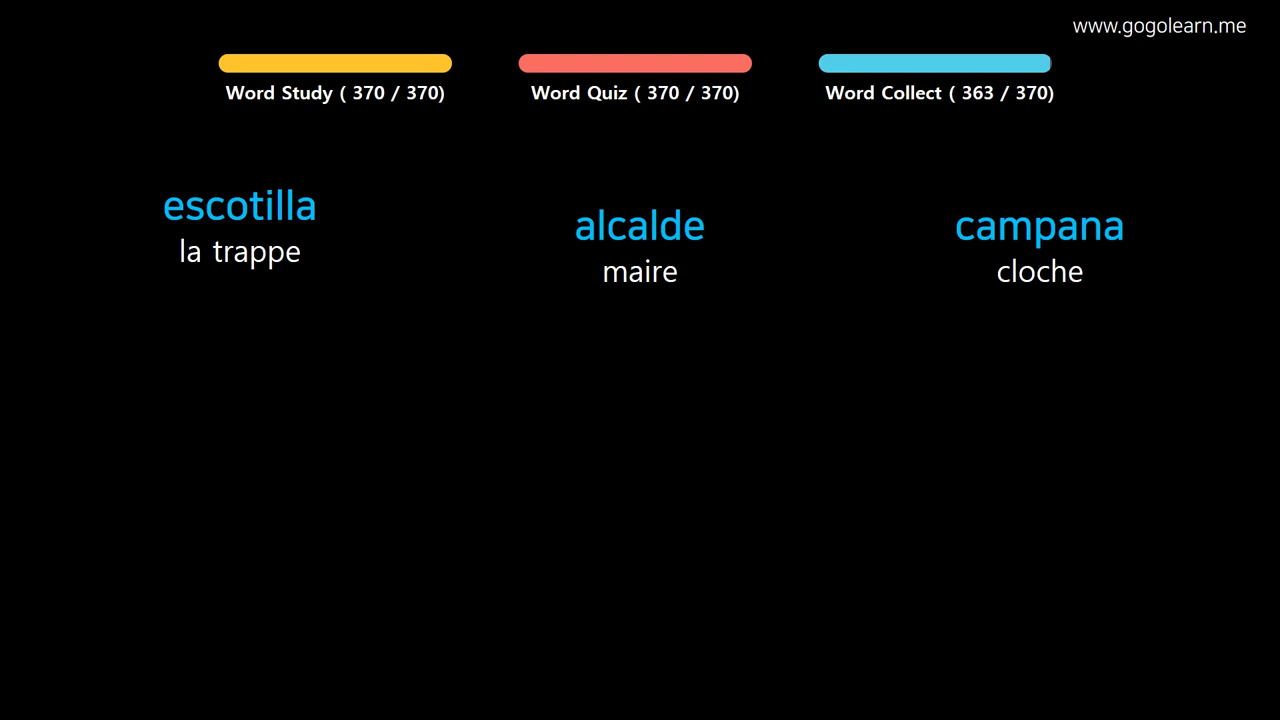 www.gogolearn.me
Word Study ( 370 / 370)
Word Quiz ( 370 / 370)
Word Collect ( 363 / 370)
escotilla
la trappe
alcalde
maire
campana
cloche